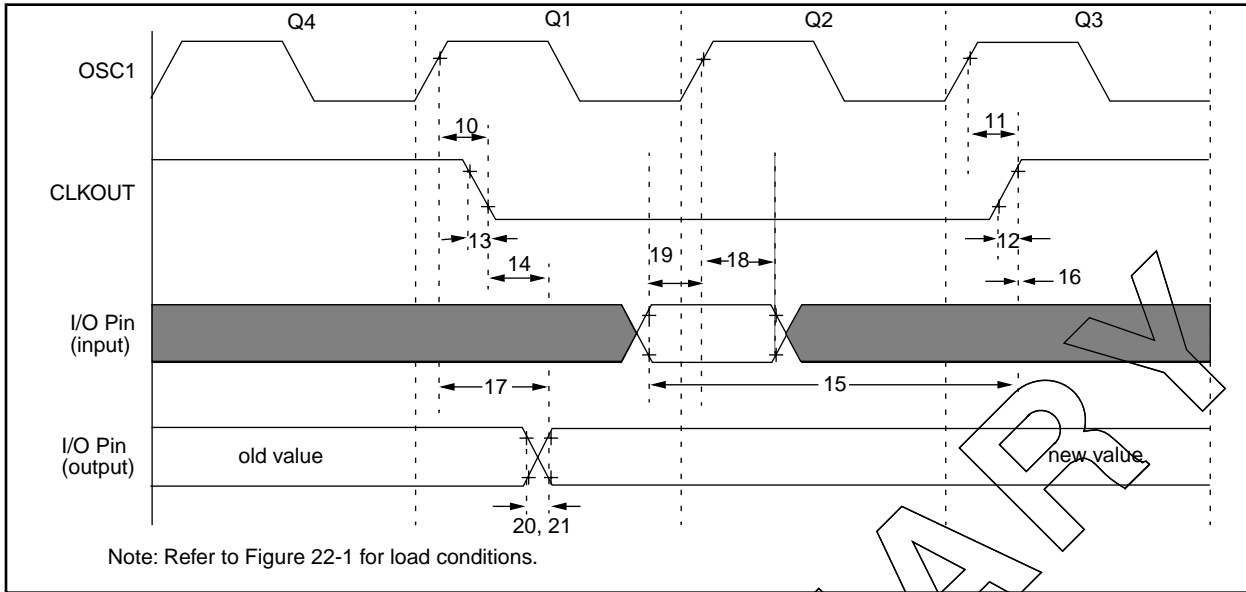 Q4 Q1 Q2 Q3
OSC1
10 11
CLKOUT
13 12
14 19 18
16
I/O Pin
(input)
17 15
I/O Pin
(output)
old value new value
20, 21
Note: Refer to Figure 22-1 for load conditions.
A R Y